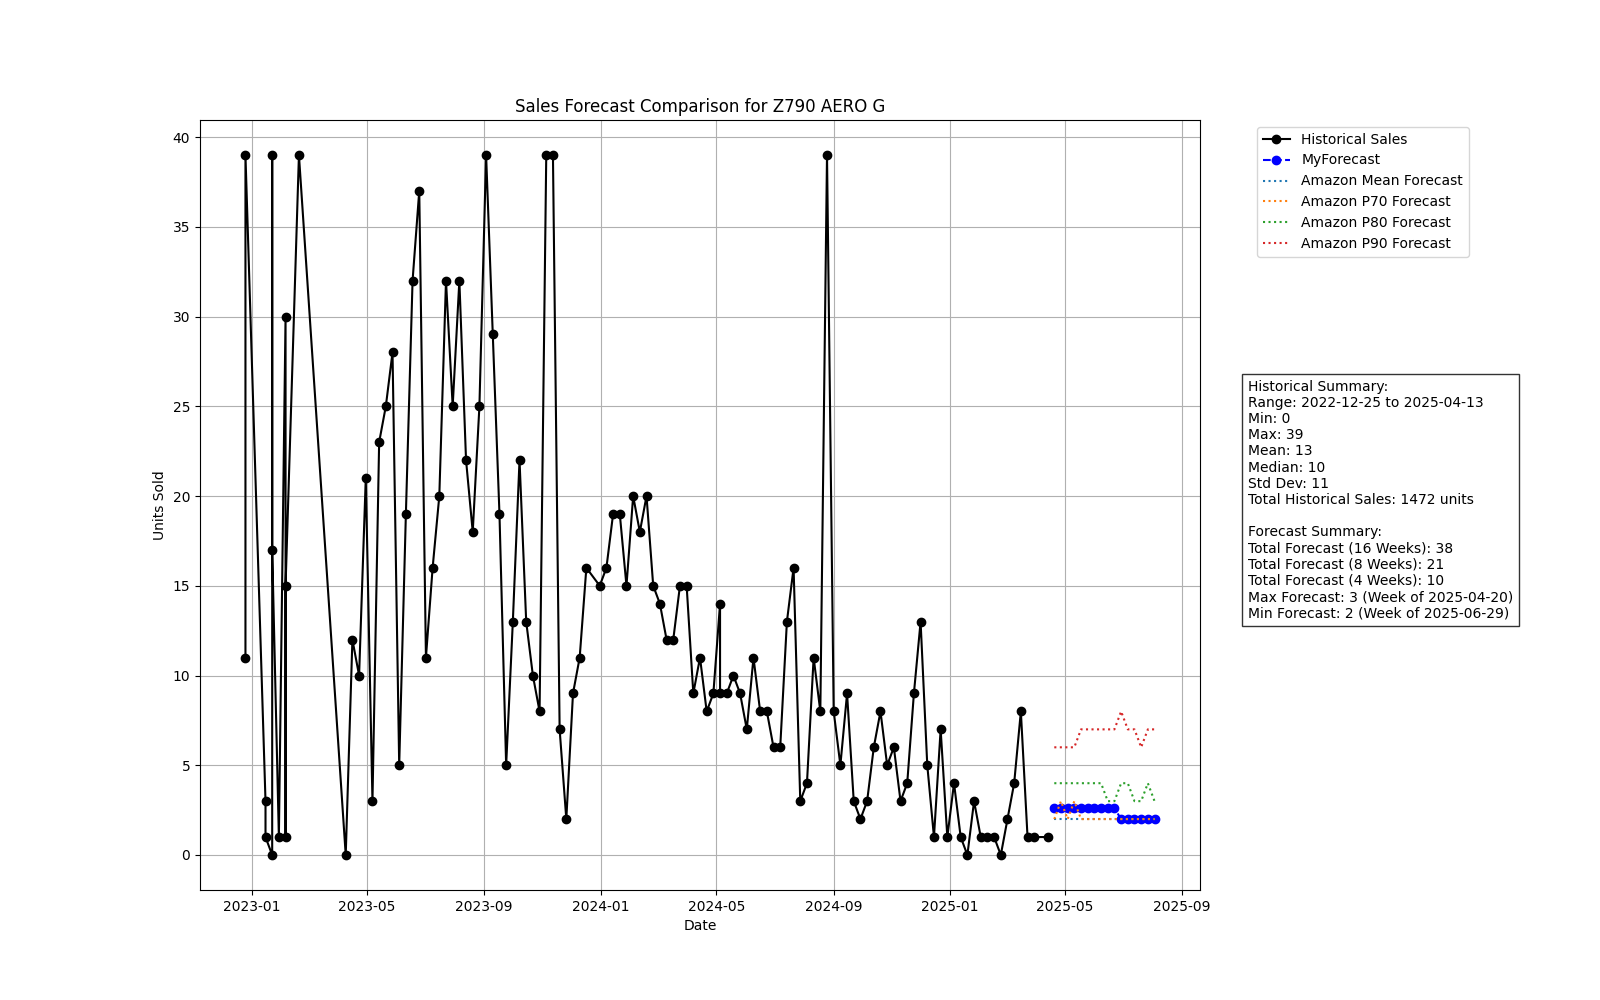 Sales Forecast Comparison for Z790 AERO G
40
35
30
25
20
15
10
5
0
Units Sold
2023-01
2023-05
2023-09
2024-01
2024-05
2024-09
2025-01
2025-05
2025-09
Date
Historical Sales
MyForecast
Amazon Mean Forecast
Amazon P70 Forecast
Amazon P80 Forecast
Amazon P90 Forecast
Historical Summary:
Range: 2022-12-25 to 2025-04-13
Min: 0
Max: 39
Mean: 13
Median: 10
Std Dev: 11
Total Historical Sales: 1472 units
Forecast Summary:
Total Forecast (16 Weeks): 38
Total Forecast (8 Weeks): 21
Total Forecast (4 Weeks): 10
Max Forecast: 3 (Week of 2025-04-20)
Min Forecast: 2 (Week of 2025-06-29)